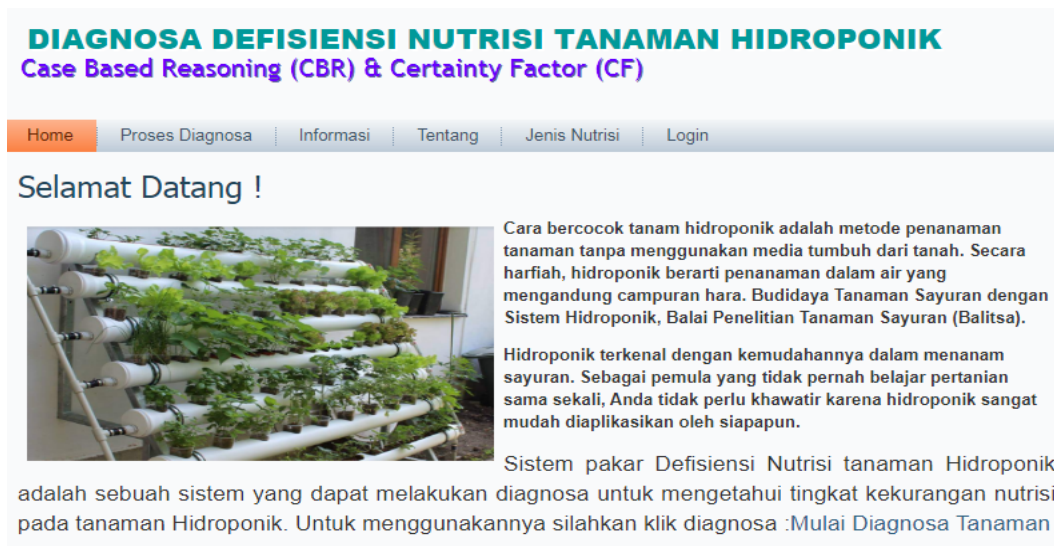 DIAGNOSA DEFISIENSI NUTRISI TANAMAN HIDROPONIK
Case Based Reasoning (CBR) & Certainty Factor (CF)
Home Proses Diagnosa Informasi Tentang Jenis Nutrisi Login
Selamat Datang !
Cara bercocok tanam hidroponik adalah metode penanaman
tanaman tanpa menggunakan media tumbuh dari tanah. Secara
harfiah, hidroponik berarti penanaman dalam air yang
mengandung campuran hara. Budidaya Tanaman Sayuran dengan
Sistem Hidroponik, Balai Penelitian Tanaman Sayuran (Balitsa).
Hidroponik terkenal dengan kemudahannya dalam menanam
sayuran. Sebagai pemula yang tidak pernah belajar pertanian
sama sekali, Anda tidak perlu khawatir karena hidroponik sangat
mudah diaplikasikan oleh siapapun.
Sistem pakar Defisiensi Nutrisi tanaman Hidroponik
adalah sebuah sistem yang dapat melakukan diagnosa untuk mengetahui tingkat kekurangan nutrisi
pada tanaman Hidroponik. Untuk menggunakannya silahkan klik diagnosa :Mulai Diagnosa Tanaman